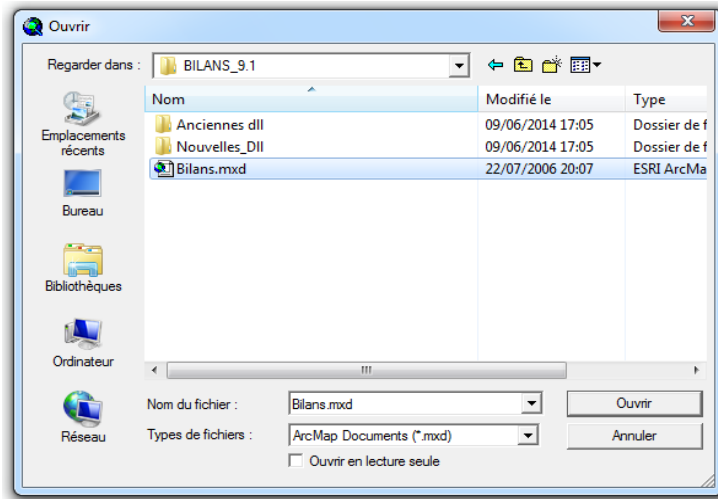 Ouvrir
Regarder dans : BILANS_9.1
Nom Modifié le Type
Anciennes dll 09/06/2014 17:05 Dossier de f
Nouvelles_Dll 09/06/2014 17:05 Dossier de f
Bilans.mxd 22/07/2006 20:07 ESRI ArcMa
Emplacements
récents
Bureau
Bibliothèques
Ordinateur
Réseau
Nom du fichier : Bilans.mxd Ouvrir
Types de fichiers : ArcMap Documents (*.mxd) Annuler
Ouvrir en lecture seule